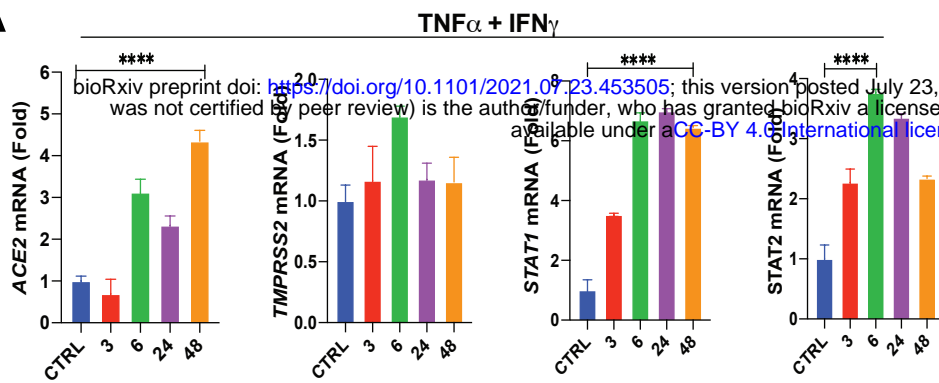 A
TNFα + IFNγ
****
****
****
bioRxiv preprint doi: https://doi.org/10.1101/2021.07.23.453505; this version posted July 23,
was not certified by peer review) is the author/funder, who has granted bioRxiv a license
available under aCC-BY 4.0 International licen
ACE2 mRNA (Fold)
6
5
4
3
2
1
0
CTRL 3 6 24 48
TMPRSS2 mRNA (Fold)
2.0
1.5
1.0
0.5
0.0
CTRL 3 6 24 48
STAT1 mRNA (Fold)
8
6
4
2
0
CTRL 3 6 24 48
STAT2 mRNA (Fold)
4
3
2
1
0
CTRL 3 6 24 48